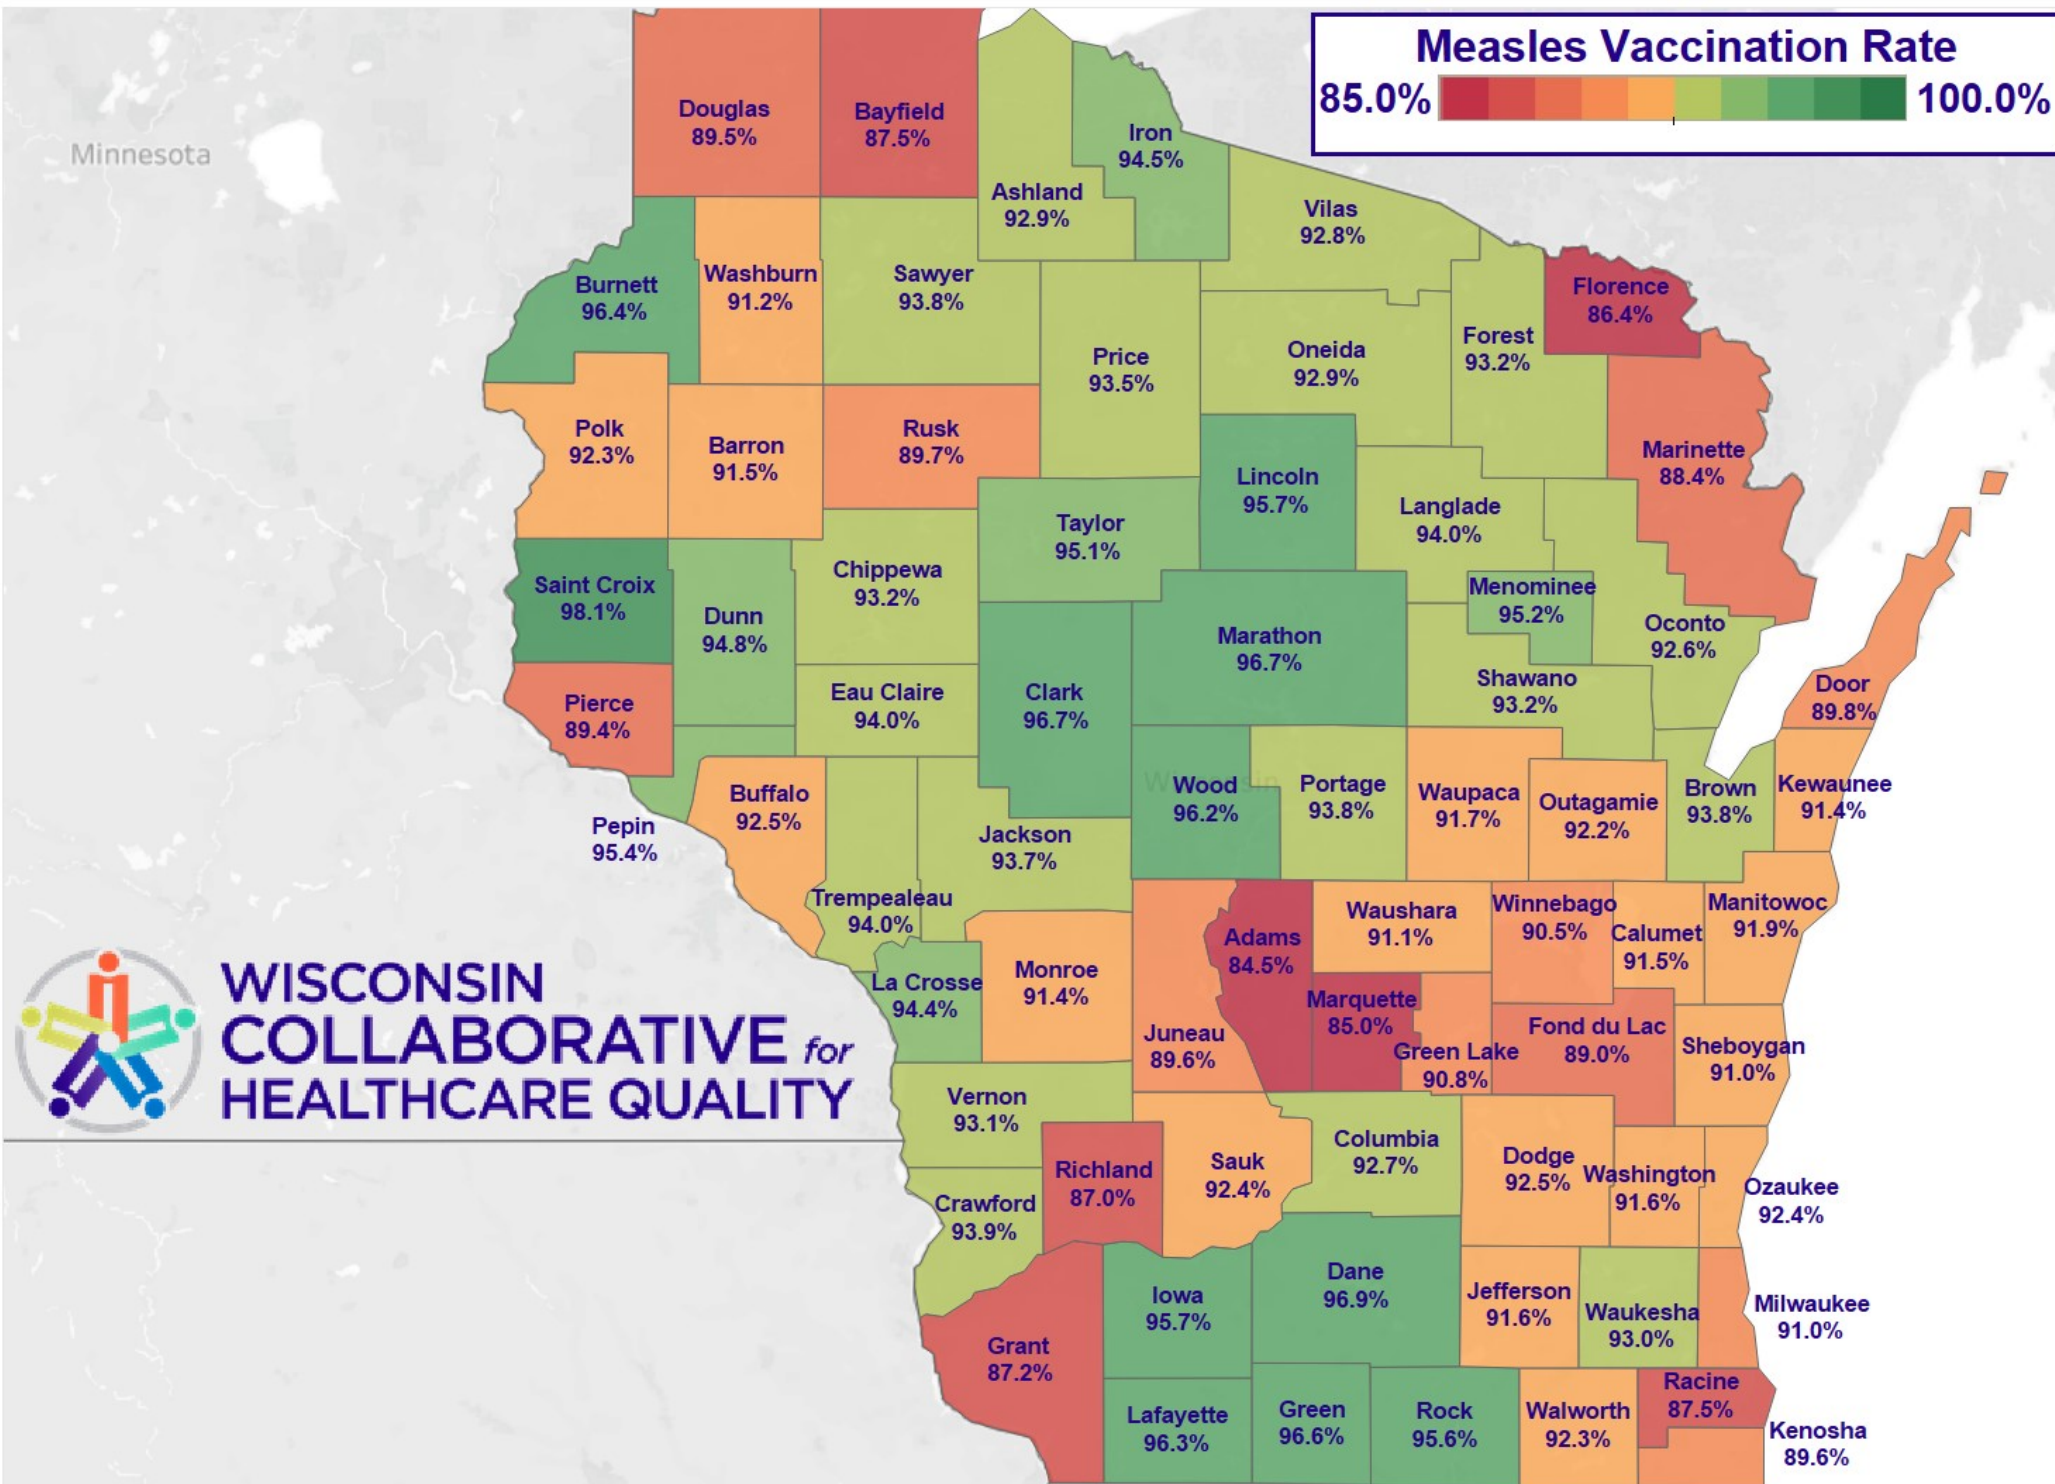 Measles Vaccination Rate
85.0% 100.0%
Minnesota
Douglas
89.5%
Bayfield
87.5%
Ashland
92.9%
Iron
94.5%
Vilas
92.8%
Burnett
96.4%
Washburn
91.2%
Sawyer
93.8%
Price
93.5%
Oneida
92.9%
Forest
93.2%
Florence
86.4%
Polk
92.3%
Barron
91.5%
Rusk
89.7%
Lincoln
95.7%
Langlade
94.0%
Marinette
88.4%
Taylor
95.1%
Saint Croix
98.1%
Dunn
94.8%
Chippewa
93.2%
Marathon
96.7%
Menominee
95.2%
Oconto
92.6%
Pierce
89.4%
Eau Claire
94.0%
Clark
96.7%
Shawano
93.2%
Door
89.8%
Wisconsin
Pepin
95.4%
Buffalo
92.5%
Jackson
93.7%
Wood
96.2%
Portage
93.8%
Waupaca
91.7%
Outagamie
92.2%
Brown
93.8%
Kewaunee
91.4%
Trempealeau
94.0%
Adams
84.5%
Waushara
91.1%
Winnebago
90.5%
Calumet
91.5%
Manitowoc
91.9%
La Crosse
94.4%
Monroe
91.4%
Juneau
89.6%
Marquette
85.0%
Green Lake
90.8%
Fond du Lac
89.0%
Sheboygan
91.0%
WISCONSIN
COLLABORATIVE for
HEALTHCARE QUALITY
Vernon
93.1%
Richland
87.0%
Sauk
92.4%
Columbia
92.7%
Dodge
92.5%
Washington
91.6%
Ozaukee
92.4%
Crawford
93.9%
Iowa
95.7%
Dane
96.9%
Jefferson
91.6%
Waukesha
93.0%
Milwaukee
91.0%
Grant
87.2%
Lafayette
96.3%
Green
96.6%
Rock
95.6%
Walworth
92.3%
Racine
87.5%
Kenosha
89.6%